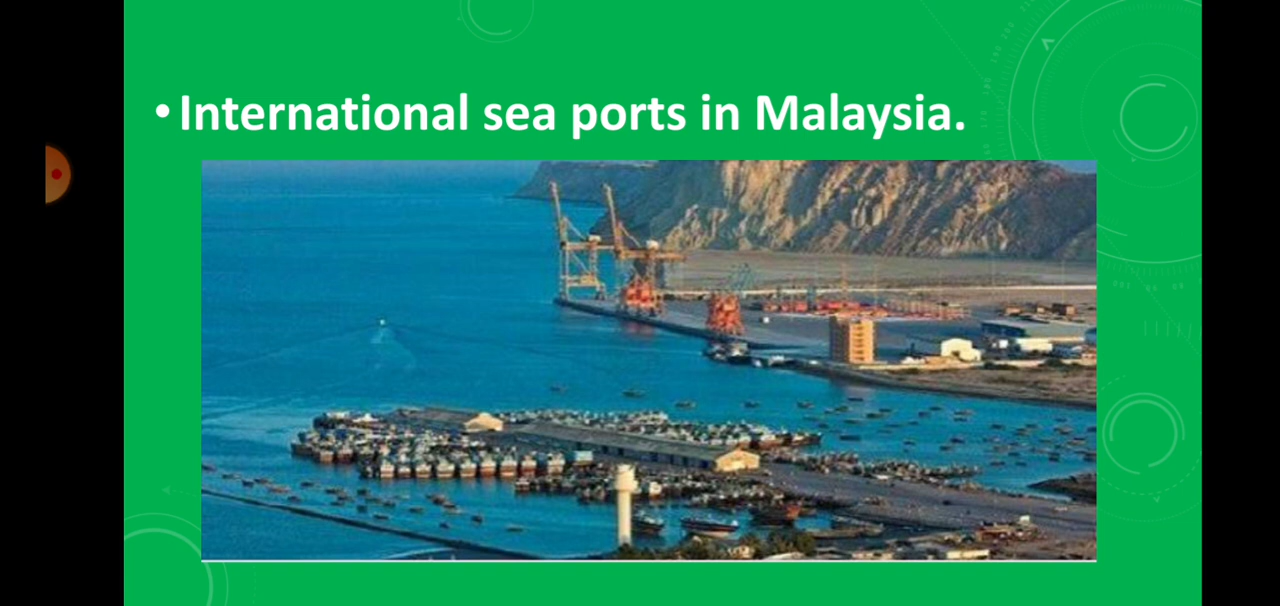 • International sea ports in Malaysia.